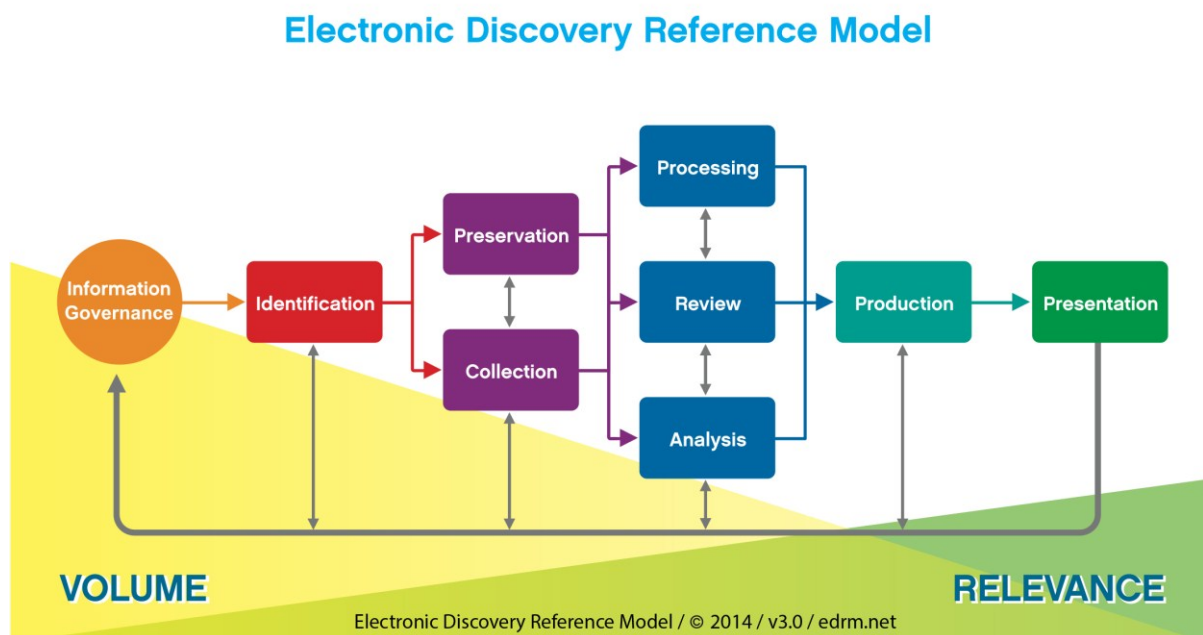 Electronic Discovery Reference Model
Information
Governance
Identification
Preservation
Collection
Processing
Review
Analysis
Production
Presentation
VOLUME
RELEVANCE
Electronic Discovery Reference Model / © 2014 / v3.0 / edrm.net